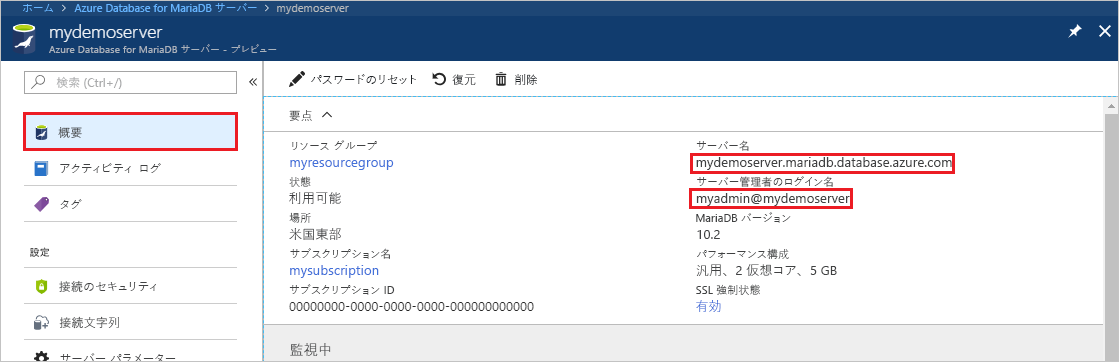 ホーム > Azure Database for MariaDB サーバー > mydemoserver
mydemoserver
Azure Database for MariaDB サーバー - プレビュー
検索 (Ctrl+/)
概要
アクティビティ ログ
タグ
設定
接続のセキュリティ
接続文字列
サーバー パラメーター
パスワードのリセット 復元 削除
要点
リソース グループ
myresourcegroup
状態
利用可能
場所
米国東部
サブスクリプション名
mysubscription
サブスクリプション ID
00000000-0000-0000-0000-000000000000
サーバー名
mydemoserver.mariadb.database.azure.com
サーバー管理者のログイン名
myadmin@mydemoserver
MariaDB バージョン
10.2
パフォーマンス構成
汎用、2 仮想コア、5 GB
SSL 強制状態
有効
監視中